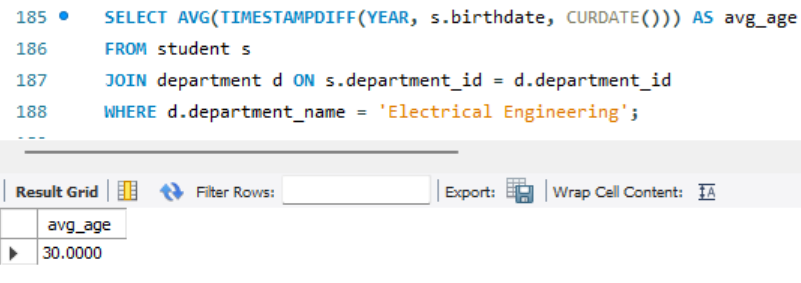 185 SELECT AVG(TIMESTAMPDIFF(YEAR, s.birthdate, CURDATE())) AS avg_age
186 FROM student s
187 JOIN department d ON s.department_id = d.department_id
188 WHERE d.department_name = 'Electrical Engineering';
Result Grid Filter Rows: Export: Wrap Cell Content: IA
avg_age
30.0000